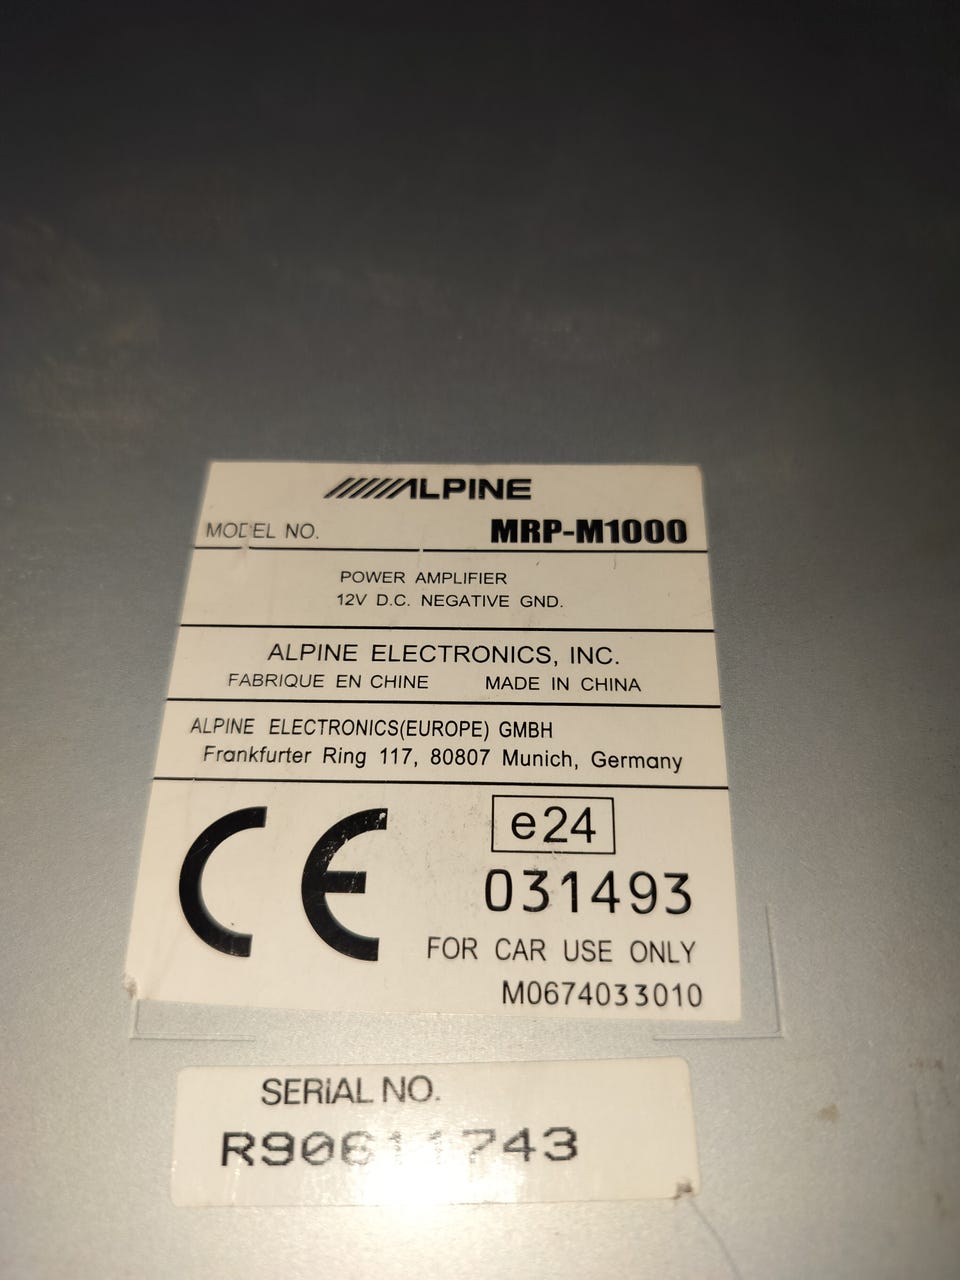 ALPINE
MODEL NO. MRP-M1000
POWER AMPLIFIER
12V D.C. NEGATIVE GND.
ALPINE ELECTRONICS, INC.
FABRIQUE EN CHINE MADE IN CHINA
ALPINE ELECTRONICS(EUROPE) GMBH
Frankfurter Ring 117, 80807 Munich, Germany
CE
e24
031493
FOR CAR USE ONLY
M0674033010
SERIAL NO.